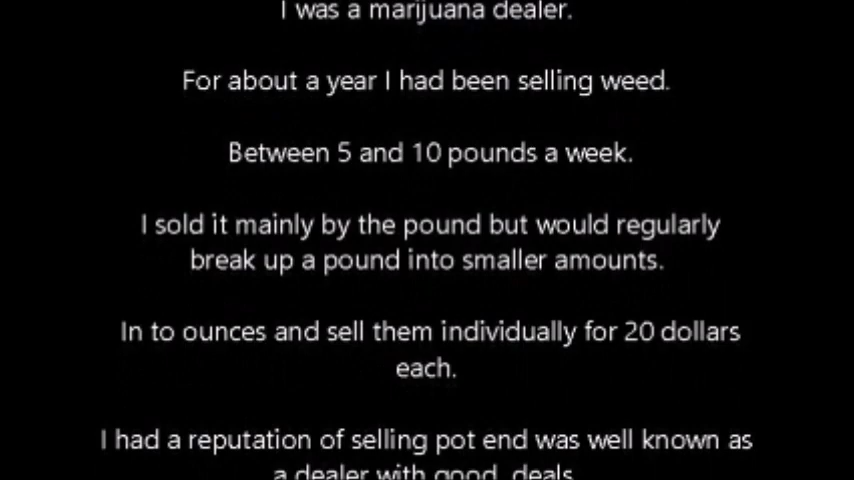 I was a marijuana dealer.
For about a year I had been selling weed.
Between 5 and 10 pounds a week.
I sold it mainly by the pound but would regularly
break up a pound into smaller amounts.
In to ounces and sell them individually for 20 dollars
each.
I had a reputation of selling pot end was well known as
a dealer with good  deals